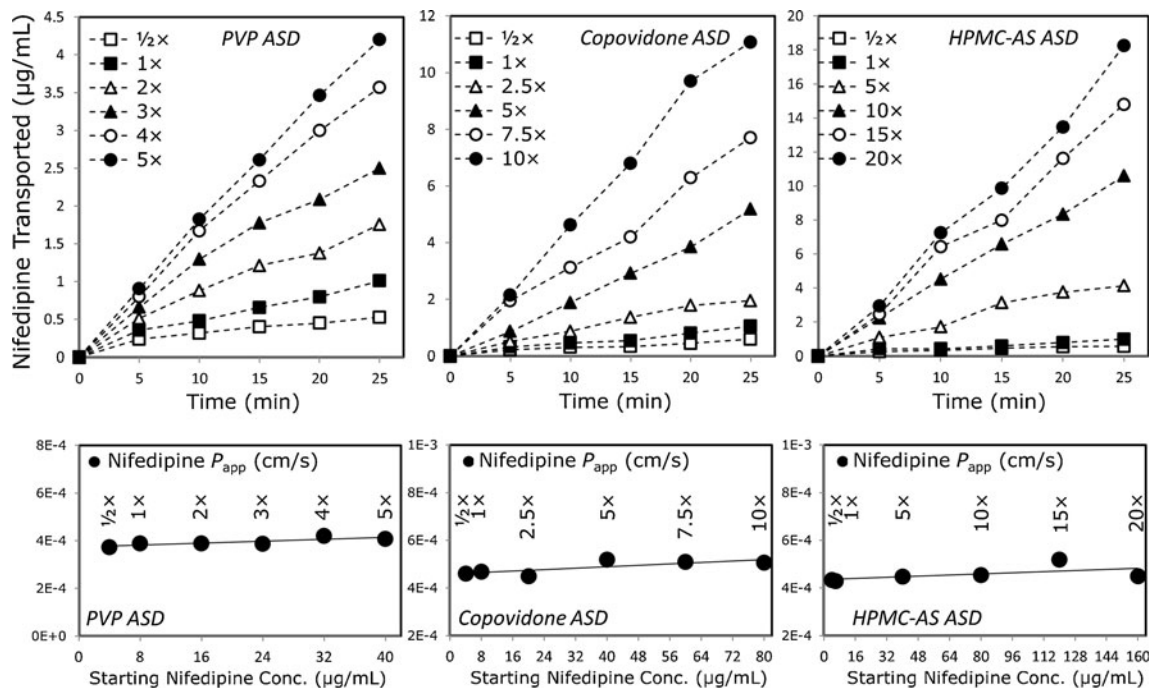 Nifedipine Transported (µg/mL)
4.5
4
3.5
3
2.5
2
1.5
1
0.5
0
PVP ASD
½×
1×
2×
3×
4×
5×
0 5 10 15 20 25
Time (min)
12
10
8
6
4
2
0
Copovidone ASD
½×
1×
2.5×
5×
7.5×
10×
0 5 10 15 20 25
Time (min)
20
18
16
14
12
10
8
6
4
2
0
HPMC-AS ASD
½×
1×
5×
10×
15×
20×
0 5 10 15 20 25
Time (min)
8E-4
6E-4
4E-4
2E-4
0E+0
Nifedipine Papp (cm/s)
½× 1× 2× 3× 4× 5×
PVP ASD
0 8 16 24 32 40
Starting Nifedipine Conc. (µg/mL)
1E-3
8E-4
6E-4
4E-4
2E-4
Nifedipine Papp (cm/s)
½× 1× 2.5× 5× 7.5× 10×
Copovidone ASD
0 8 16 24 32 40 48 56 64 72 80
Starting Nifedipine Conc. (µg/mL)
1E-3
8E-4
6E-4
4E-4
2E-4
Nifedipine Papp (cm/s)
½× 1× 5× 10× 15× 20×
HPMC-AS ASD
0 16 32 48 64 80 96 112 128 144 160
Starting Nifedipine Conc. (µg/mL)